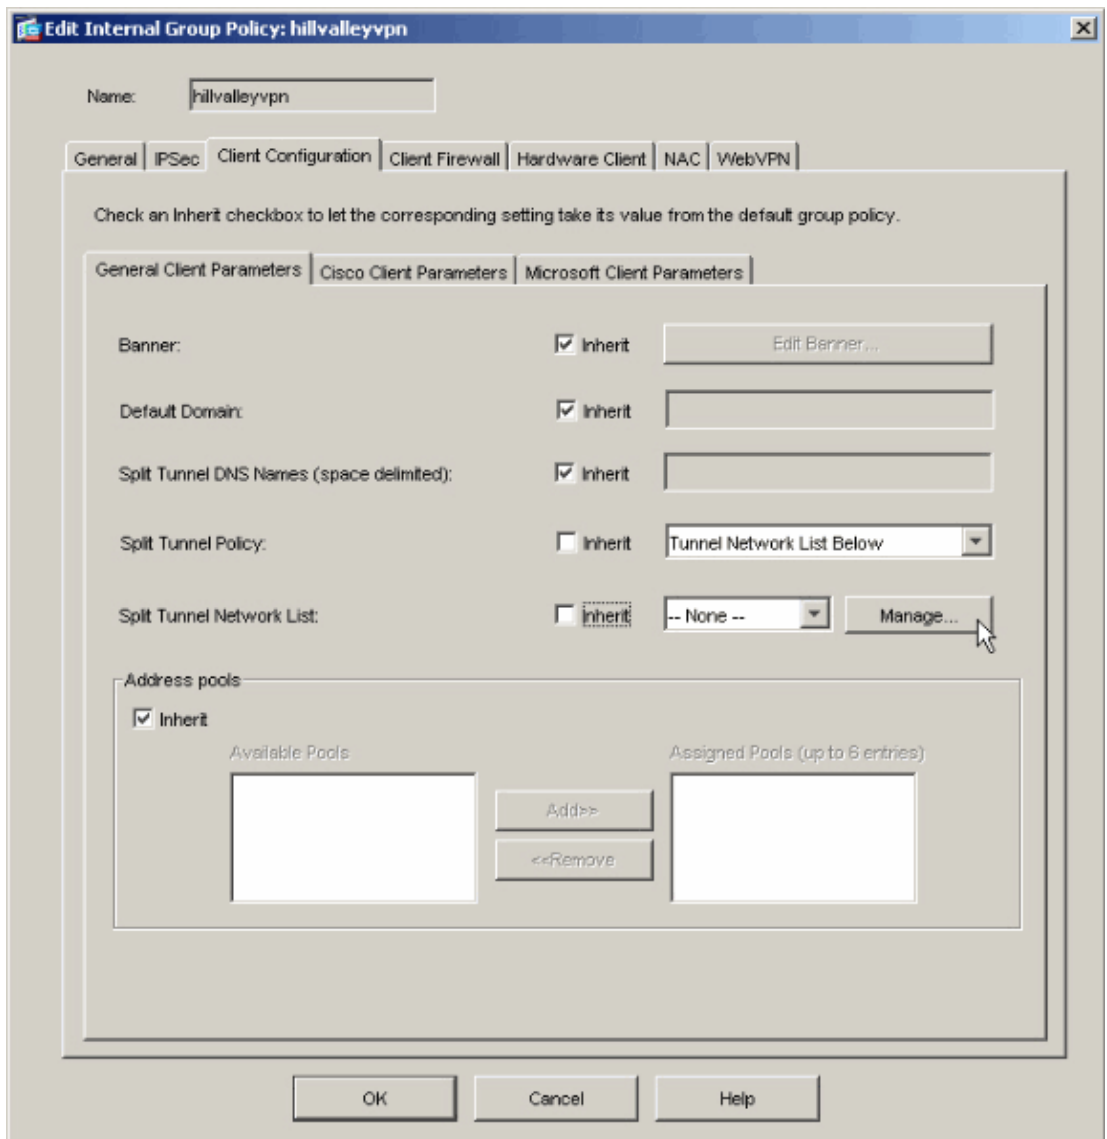 Edit Internal Group Policy: hillvalleyvpn
Name: hillvalleyvpn
General IPSec Client Configuration Client Firewall Hardware Client NAC WebVPN
Check an Inherit checkbox to let the corresponding setting take its value from the default group policy.
General Client Parameters Cisco Client Parameters Microsoft Client Parameters
Banner: Inherit Edit Banner...
Default Domain: Inherit
Split Tunnel DNS Names (space delimited): Inherit
Split Tunnel Policy: Inherit Tunnel Network List Below
Split Tunnel Network List: Inherit -- None -- Manage...
Address pools
Inherit
Available Pools Assigned Pools (up to 6 entries)
Add>>
<<Remove
OK Cancel Help